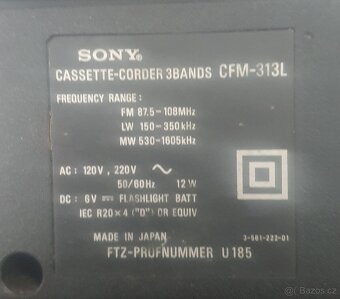 SONY®
CASSETTE-CORDER 3BANDS CFM-313L
FREQUENCY RANGE:
FM 87.5-108MHz
LW 150-350kHz
MW 530-1605kHz
AC: 120V, 220V ~
50/60Hz 12W
DC: 6V ⎓ FLASHLIGHT BATT
IEC R20×4 ("D") OR EQUIV
3-561-222-01
MADE IN JAPAN
FTZ-PRÜFNUMMER U185
Bazoš.cz